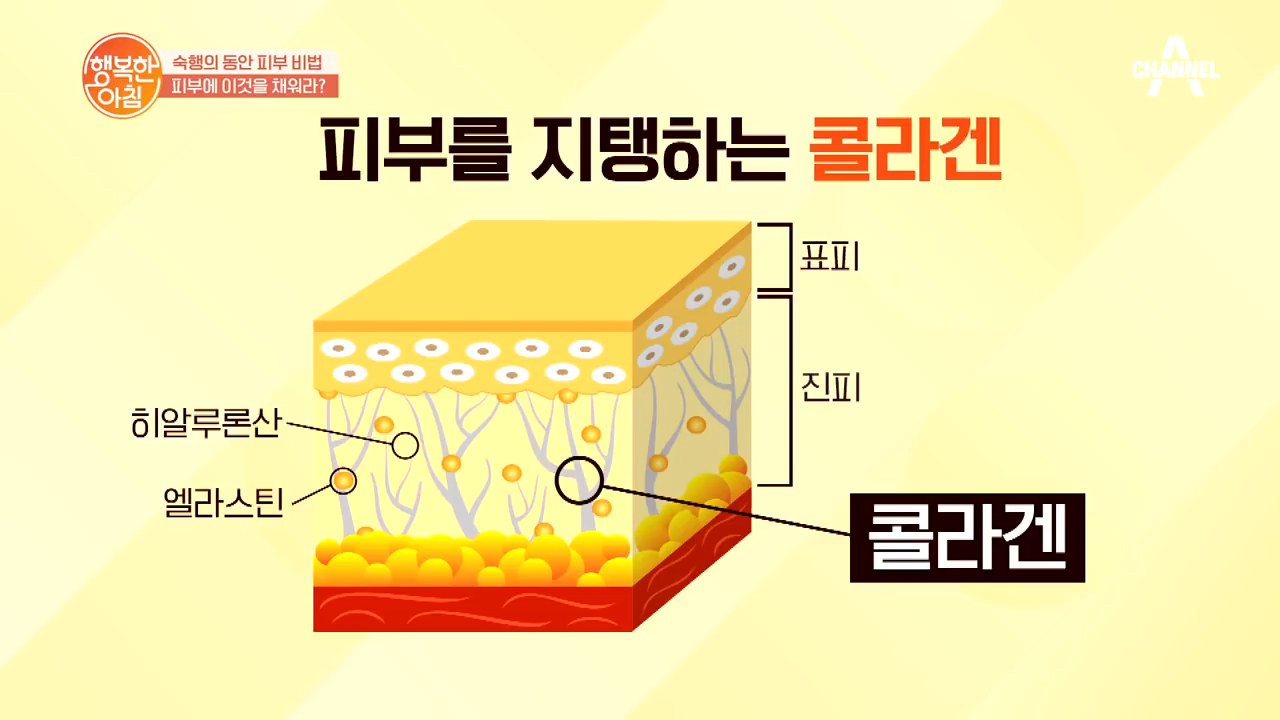 행복한
아침
숙행의 동안 피부 비법
피부에 이것을 채워라?
CHANNEL
피부를 지탱하는 콜라겐
표피
진피
히알루론산
엘라스틴
콜라겐